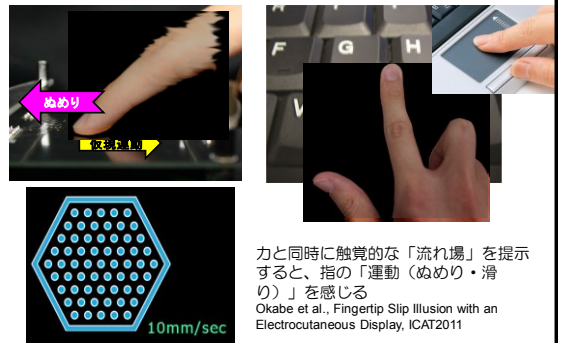 ぬめり
仮現運動
F G H
V
10mm/sec
力と同時に触覚的な「流れ場」を提示
すると、指の「運動（ぬめり・滑
り）」を感じる
Okabe et al., Fingertip Slip Illusion with an
Electrocutaneous Display, ICAT2011